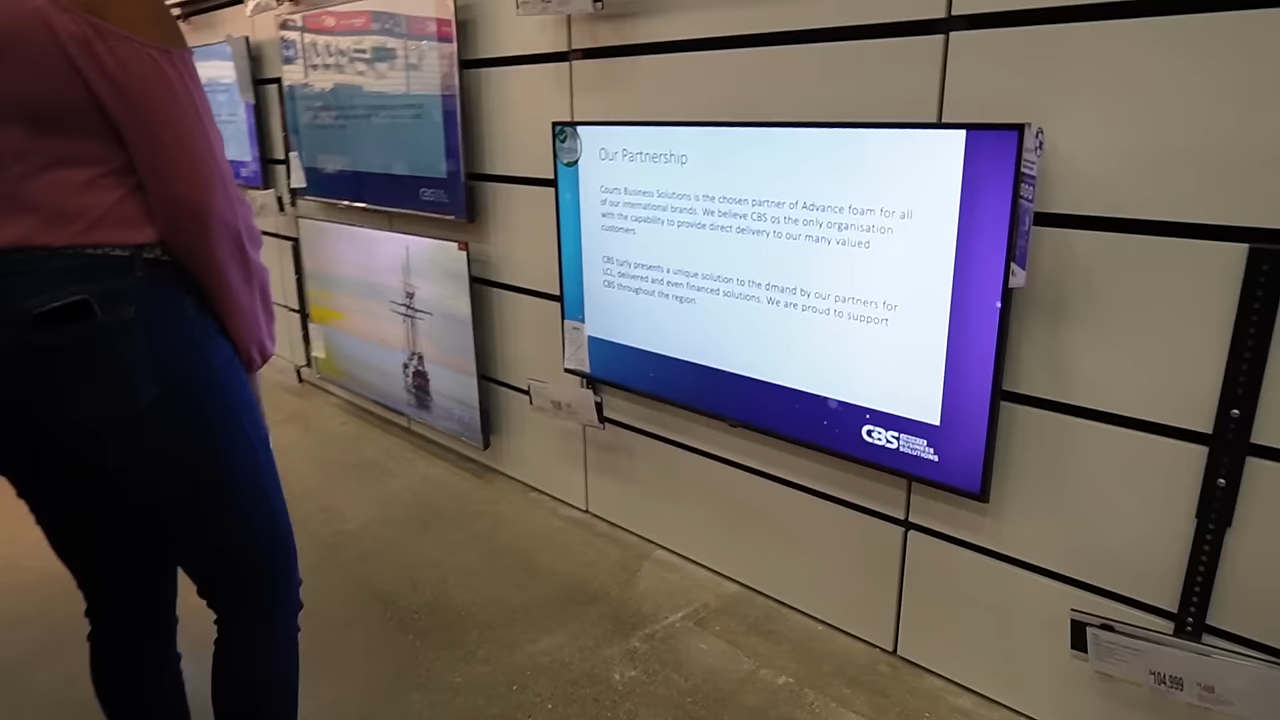 Our Partnership
Courts Business Solutions is the chosen partner of Advance foam for all
of our international brands. We believe CBS os the only organisation
with the capability to provide direct delivery to our many valued
customers
CBS turly presents a unique solution to the dmand by our partners for
LCL, delivered and even financed solutions. We are proud to support
CBS throughout the region.
CBS COURTS
BUSINESS
SOLUTIONS
CBS
104,999